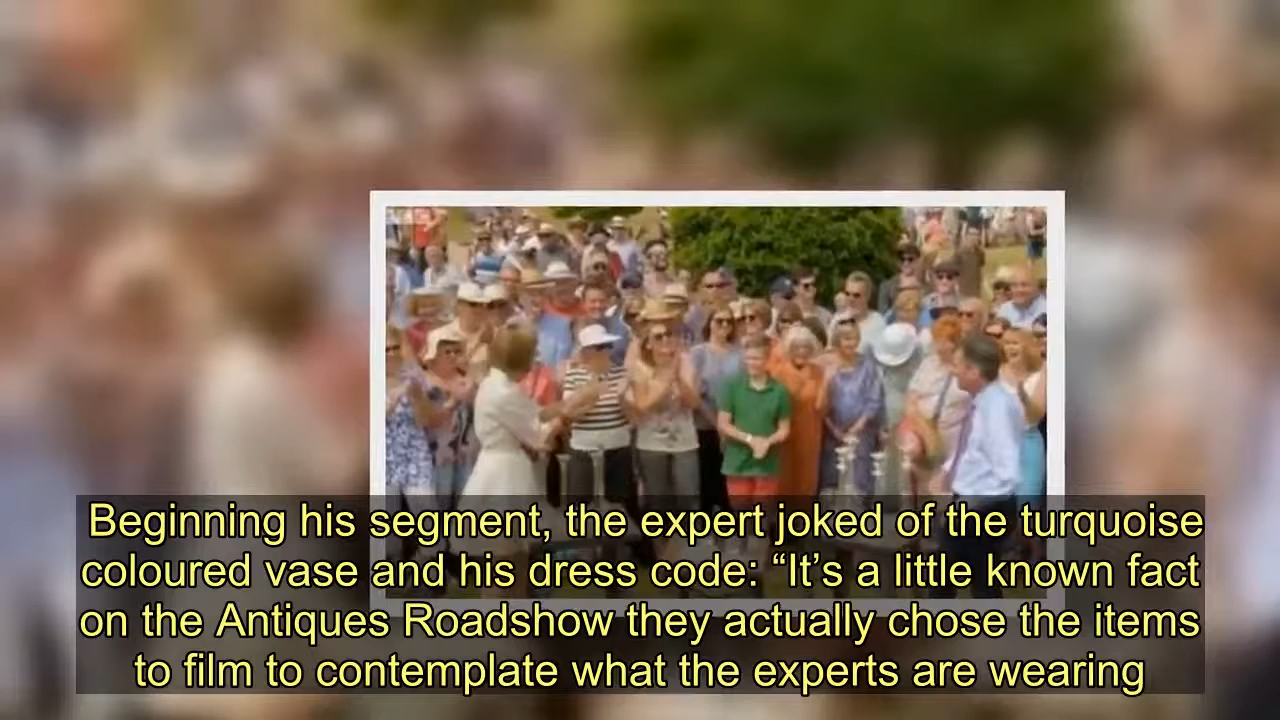 Beginning his segment, the expert joked of the turquoise
coloured vase and his dress code: “It’s a little known fact
on the Antiques Roadshow they actually chose the items
to film to contemplate what the experts are wearing